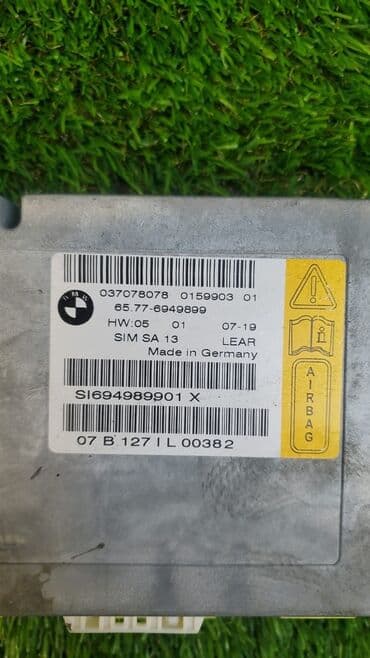 BMW
037078078 0159903 01
65.77-6949899
HW:05 01 07-19
SIM SA 13 LEAR
Made in Germany
SI694989901 X
07 B 127 I L 00382
AIRBAG